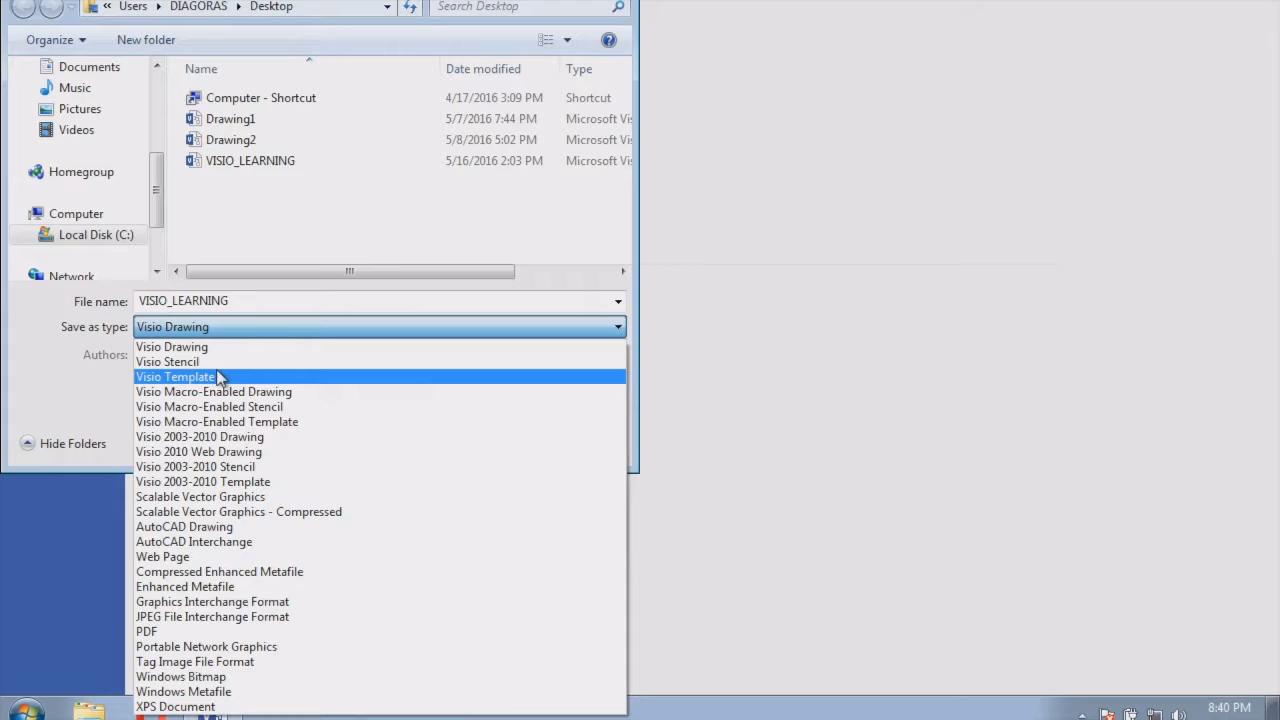 « Users DIAGORAS Desktop Search Desktop
Organize New folder
Documents
Music
Pictures
Videos
Homegroup
Computer
Local Disk (C:)
Network
Name Date modified Type
Computer - Shortcut 4/17/2016 3:09 PM Shortcut
Drawing1 5/7/2016 7:44 PM Microsoft Vis
Drawing2 5/8/2016 5:02 PM Microsoft Vis
VISIO_LEARNING 5/16/2016 2:03 PM Microsoft Vis
File name: VISIO_LEARNING
Save as type: Visio Drawing
Authors:
Hide Folders
Visio Drawing
Visio Stencil
Visio Template
Visio Macro-Enabled Drawing
Visio Macro-Enabled Stencil
Visio Macro-Enabled Template
Visio 2003-2010 Drawing
Visio 2010 Web Drawing
Visio 2003-2010 Stencil
Visio 2003-2010 Template
Scalable Vector Graphics
Scalable Vector Graphics - Compressed
AutoCAD Drawing
AutoCAD Interchange
Web Page
Compressed Enhanced Metafile
Enhanced Metafile
Graphics Interchange Format
JPEG File Interchange Format
PDF
Portable Network Graphics
Tag Image File Format
Windows Bitmap
Windows Metafile
XPS Document
8:40 PM